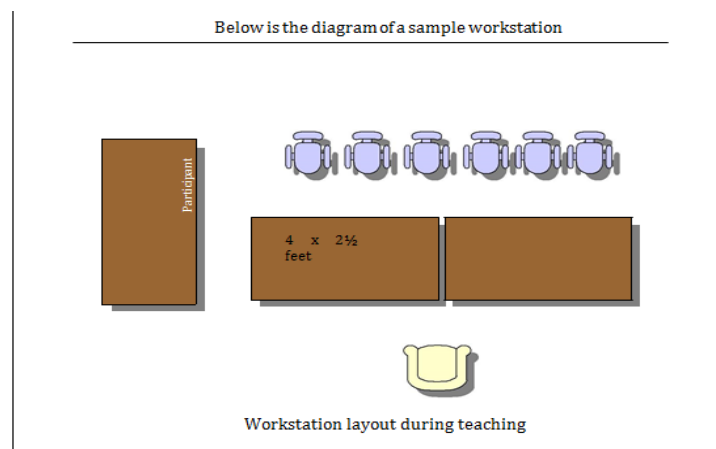 Below is the diagram of a sample workstation
Participant
4 x 2½
feet
Workstation layout during teaching